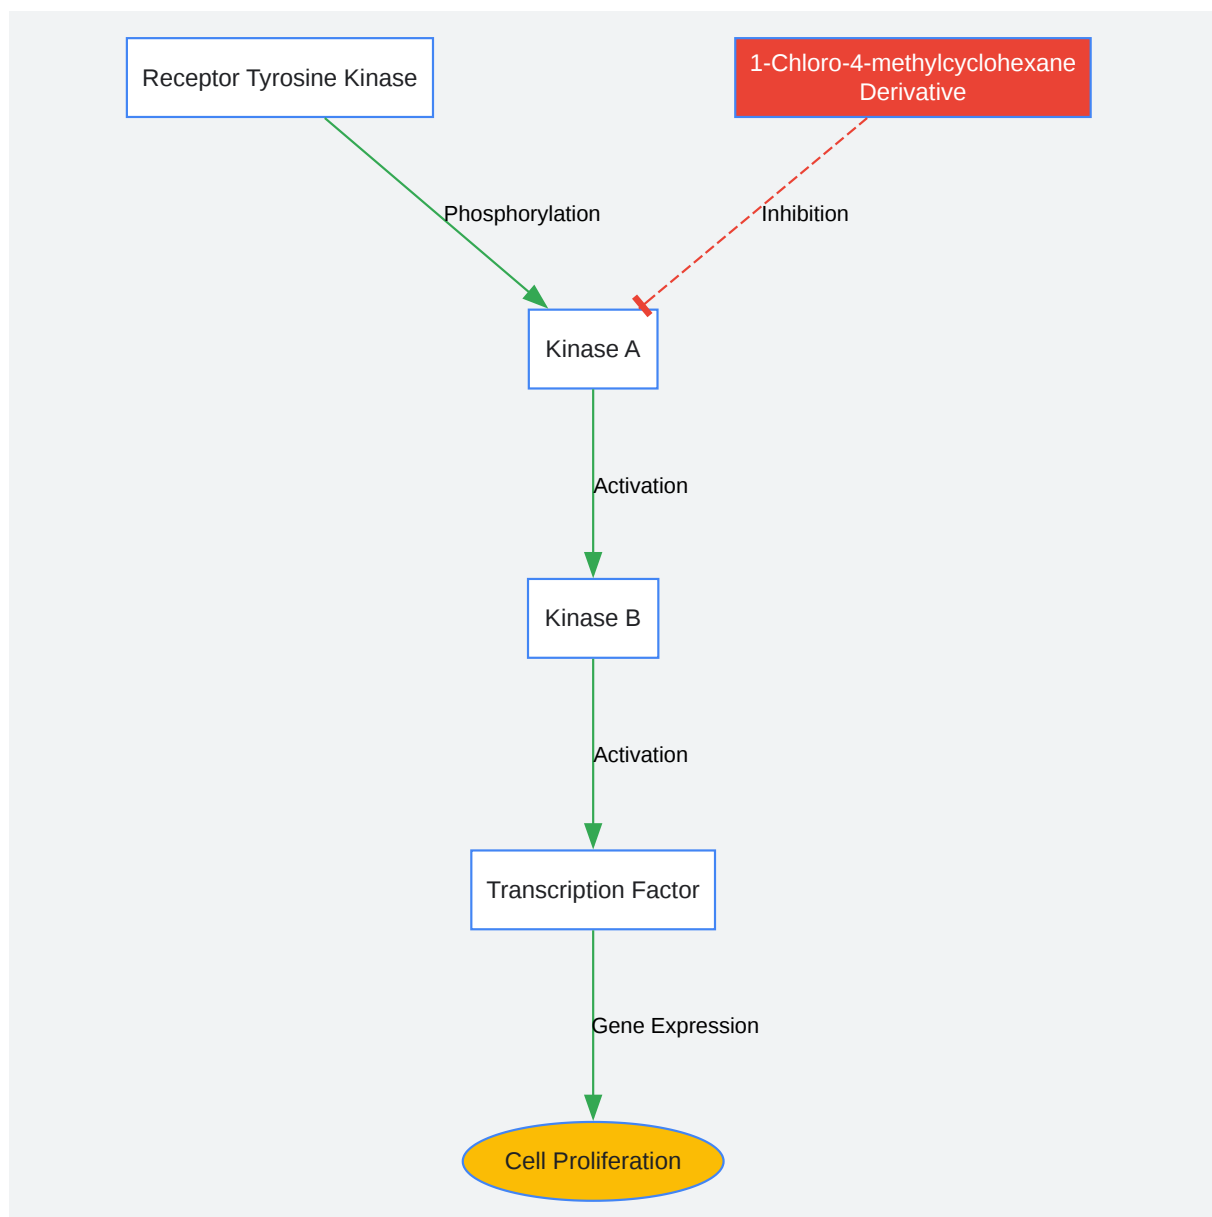 Receptor Tyrosine Kinase
1-Chloro-4-methylcyclohexane
Derivative
Phosphorylation
Inhibition
Kinase A
Activation
Kinase B
Activation
Transcription Factor
Gene Expression
Cell Proliferation